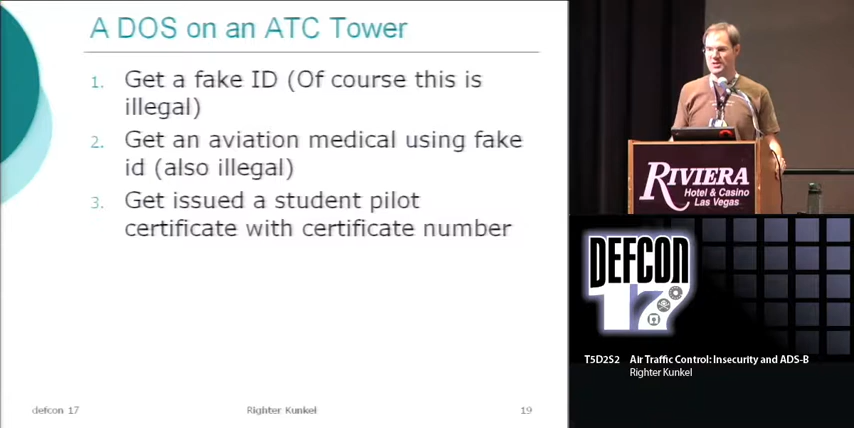 A DOS on an ATC Tower
1. Get a fake ID (Of course this is
illegal)
2. Get an aviation medical using fake
id (also illegal)
3. Get issued a student pilot
certificate with certificate number
defcon 17
Righter Kunkel
19
RIVIERA
Hotel & Casino
Las Vegas
DEFCON
17
T5D2S2 Air Traffic Control: Insecurity and ADS-B
Righter Kunkel